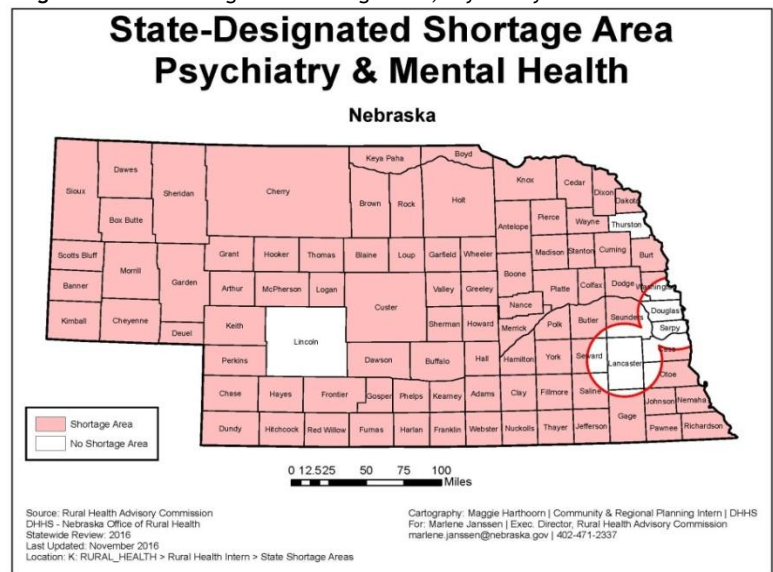 State-Designated Shortage Area
Psychiatry & Mental Health
Nebraska
Keya Paha
Boyd
Dawes
Sioux
Sheridan
Cherry
Knox
Cedar
Dixon
Dakota
Brown
Rock
Holt
Box Butte
Antelope
Pierce
Wayne
Thurston
Scotts Bluff
Morrill
Garden
Grant
Hooker
Thomas
Blaine
Loup
Garfield
Wheeler
Madison
Stanton
Cuming
Burt
Banner
Boone
Arthur
McPherson
Logan
Valley
Greeley
Platte
Colfax
Dodge
Washington
Custer
Nance
Kimball
Cheyenne
Deuel
Keith
Lincoln
Sherman
Howard
Merrick
Polk
Butler
Saunders
Douglas
Sarpy
Perkins
Dawson
Buffalo
Hall
Hamilton
York
Seward
Lancaster
Cass
Otoe
Chase
Hayes
Frontier
Gosper
Phelps
Kearney
Adams
Clay
Fillmore
Saline
Johnson
Nemaha
Gage
Dundy
Hitchcock
Red Willow
Furnas
Harlan
Franklin
Webster
Nuckolls
Thayer
Jefferson
Pawnee
Richardson
Shortage Area
No Shortage Area
0 12.525 50 75 100
Miles
Source: Rural Health Advisory Commission
DHHS - Nebraska Office of Rural Health
Statewide Review: 2016
Last Updated: November 2016
Location: K: RURAL_HEALTH > Rural Health Intern > State Shortage Areas
Cartography: Maggie Harthoorn | Community & Regional Planning Intern | DHHS
For: Marlene Janssen | Exec. Director, Rural Health Advisory Commission
marlene.janssen@nebraska.gov | 402-471-2337